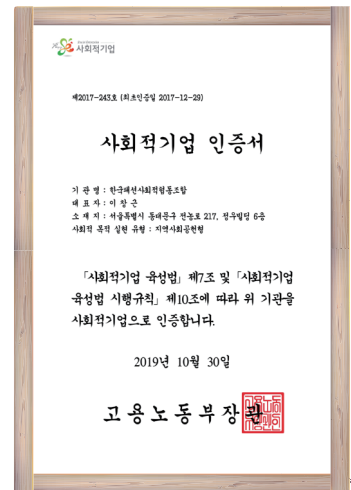 사회적기업
제2017-243호 (최초인증일 2017-12-29)
사회적기업 인증서
기 관 명 : 한국패션사회적협동조합
대 표 자 : 이 창 근
소 재 지 : 서울특별시 동대문구 전농로 217, 정우빌딩 6층
사회적 목적 실현 유형 : 지역사회공헌형
「사회적기업 육성법」 제7조 및 「사회적기업
육성법 시행규칙」 제10조에 따라 위 기관을
사회적기업으로 인증합니다.
2019년 10월 30일
고용노동부장관